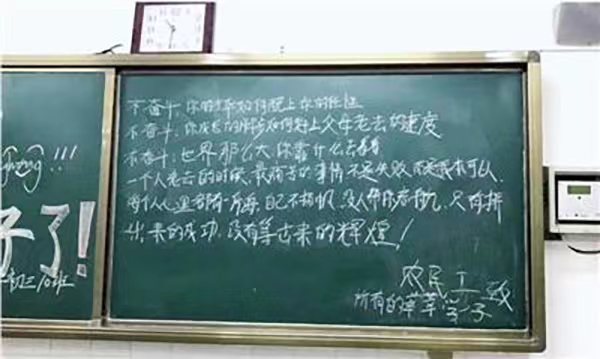 不奋斗,你的才华如何配上你的任性
不奋斗:你成长的脚步如何赶上父母老去的速度
不奋斗:世界那么大,你靠什么去看看
一个人老去的时候,最痛苦的事情不是失败,而是我本可以,
每个人心里都有一片海,自己不扬帆,没人帮你启航,只有拼
出来的成功,没有等出来的辉煌!
农民工
所有的莘莘学子 致
子了!
初三10班